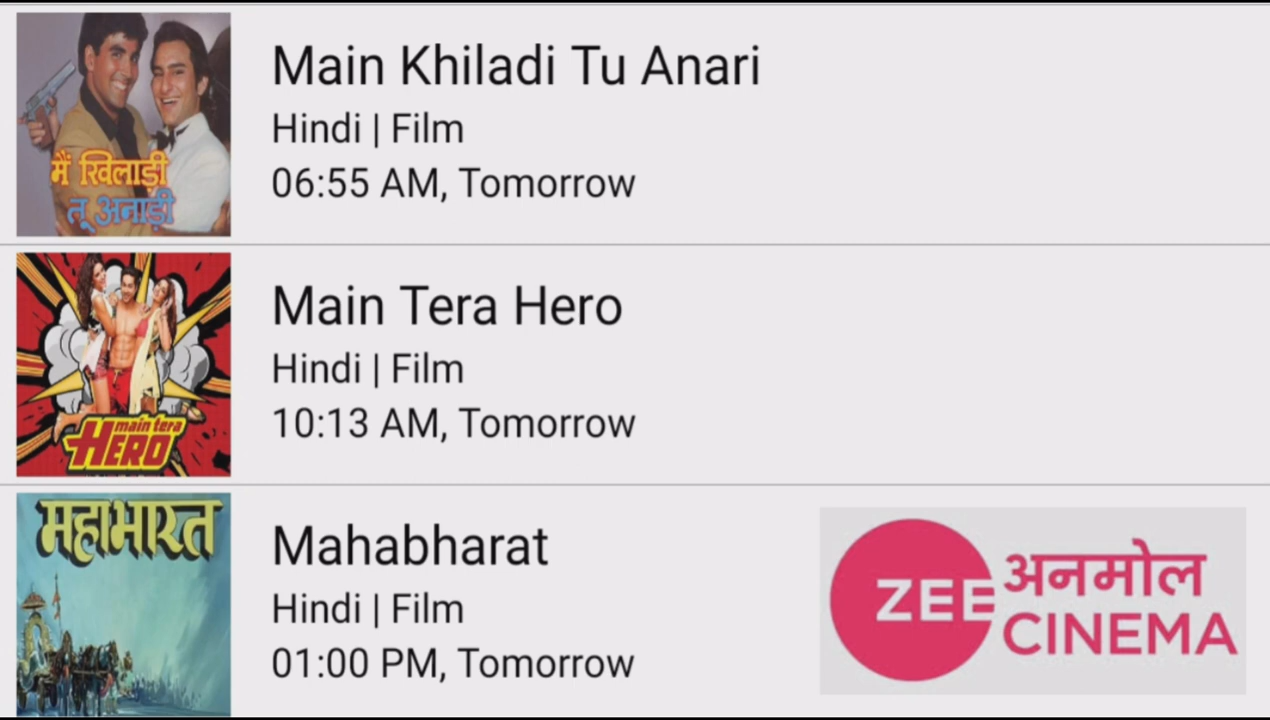 मैं खिलाड़ी
तू अनाड़ी
Main Khiladi Tu Anari
Hindi | Film
06:55 AM, Tomorrow
main tera
HERO
Main Tera Hero
Hindi | Film
10:13 AM, Tomorrow
महाभारत
Mahabharat
Hindi | Film
01:00 PM, Tomorrow
ZEE
अनमोल
CINEMA